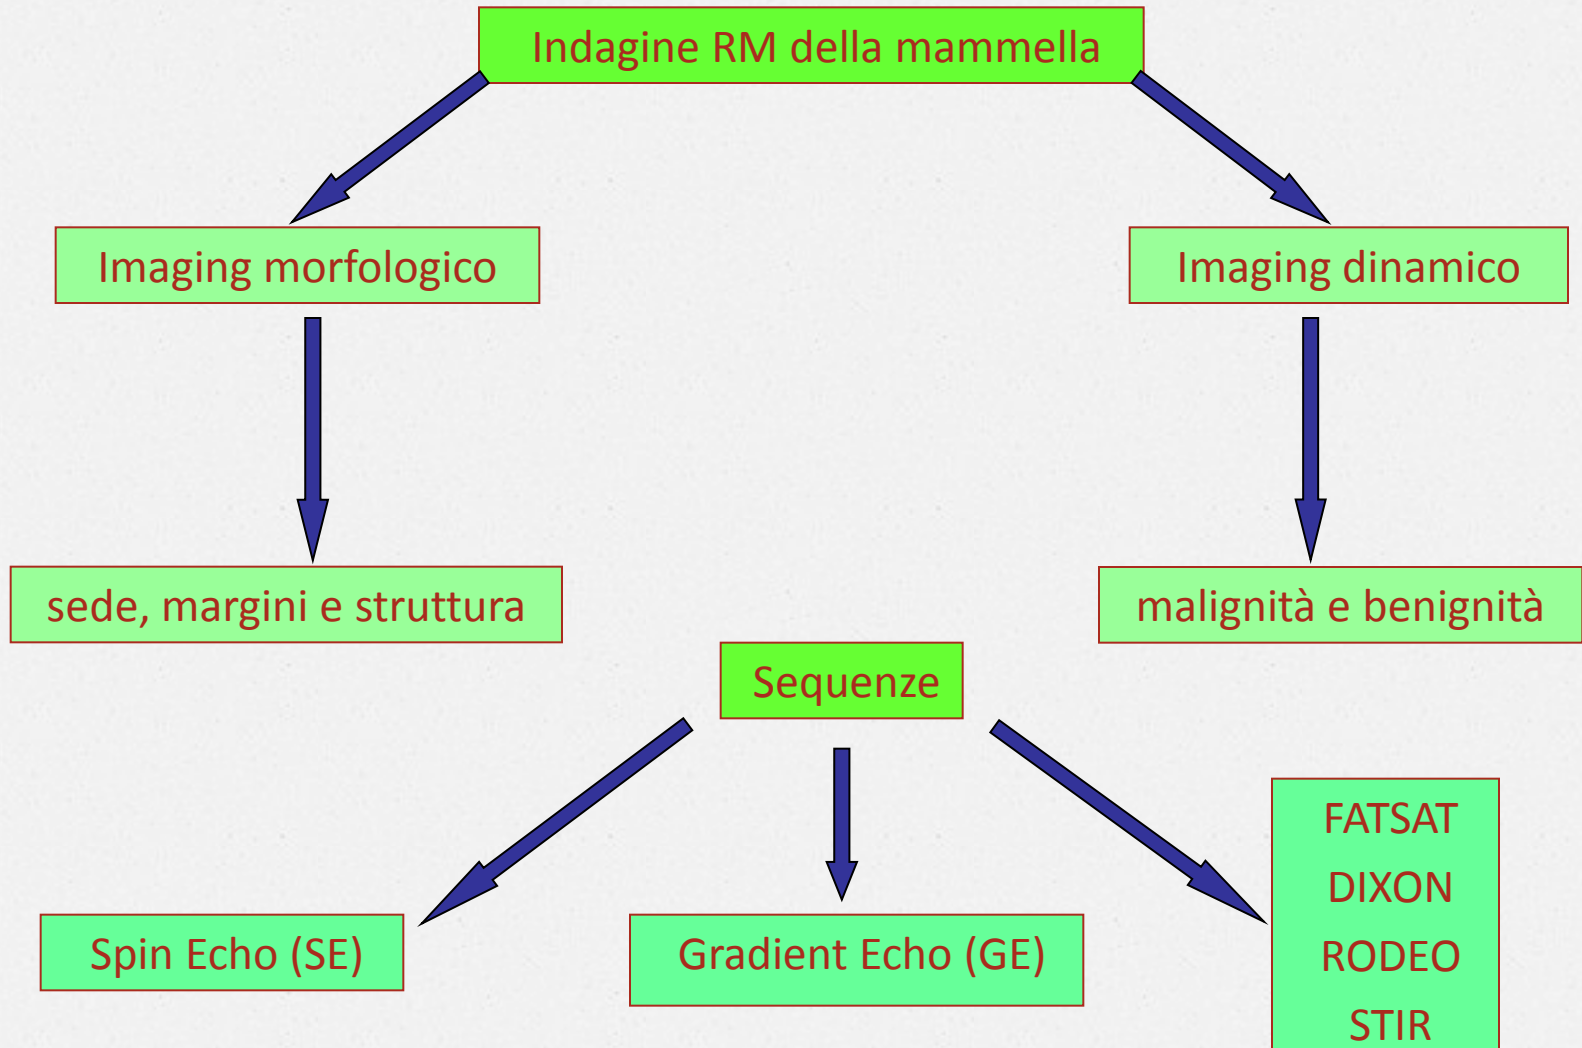 Indagine RM della mammella
Imaging morfologico
Imaging dinamico
sede, margini e struttura
malignità e benignità
Sequenze
Spin Echo (SE)
Gradient Echo (GE)
FATSAT
DIXON
RODEO
STIR